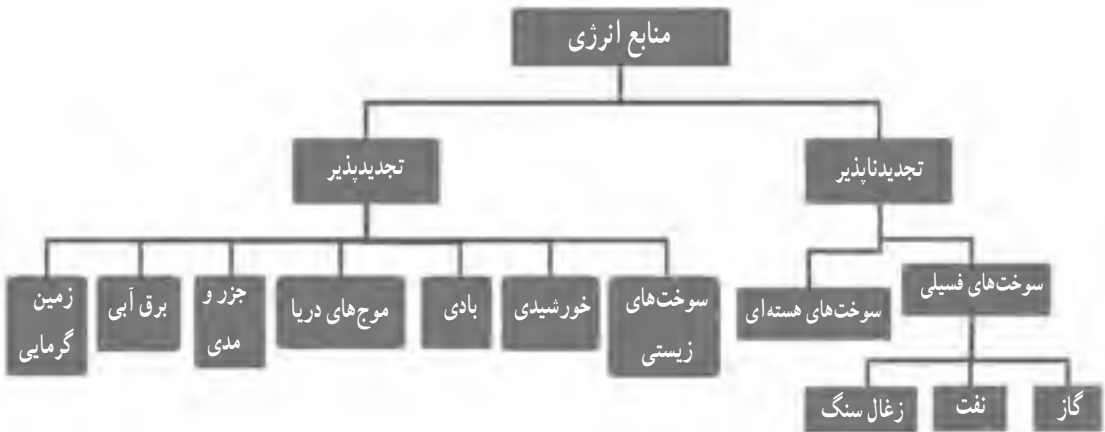 منابع انرژی
تجدیدناپذیر
تجدیدپذیر
سوخت‌های فسیلی
سوخت‌های هسته‌ای
گاز
نفت
زغال سنگ
سوخت‌های
زیستی
خورشیدی
بادی
موج‌های دریا
جزر و
مدی
برق آبی
زمین
گرمایی